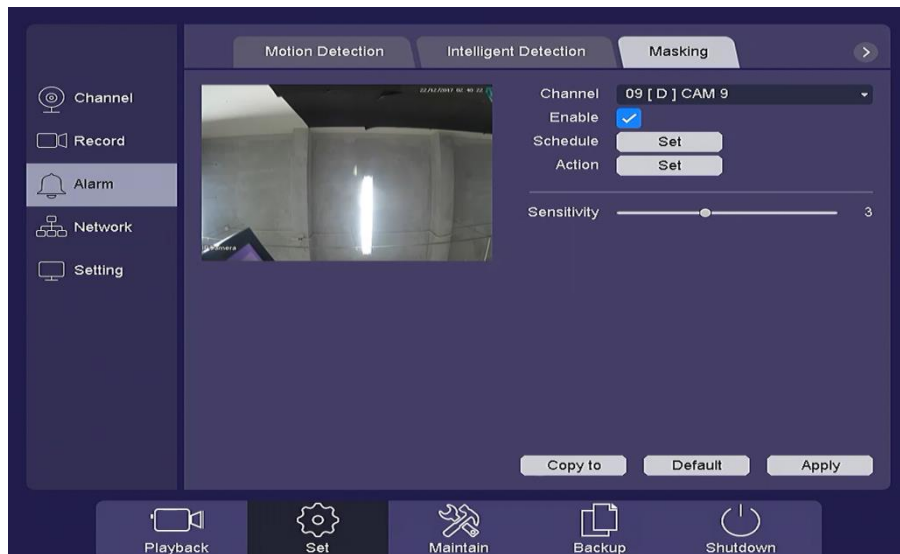 Motion Detection
Intelligent Detection
Masking
Channel
Record
Alarm
Network
Setting
Channel 09 [ D ] CAM 9
Enable
Schedule Set
Action Set
Sensitivity 3
Copy to Default Apply
Playback Set Maintain Backup Shutdown